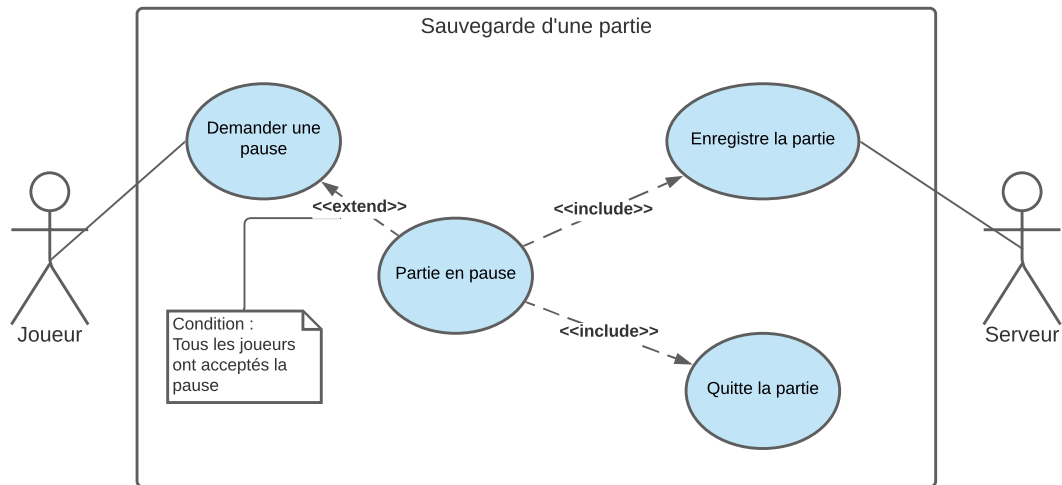 Sauvegarde d'une partie
Demander une
pause
Enregistre la partie
<<extend>>
<<include>>
Partie en pause
Joueur
Condition :
Tous les joueurs
ont acceptés la
pause
<<include>>
Serveur
Quitte la partie